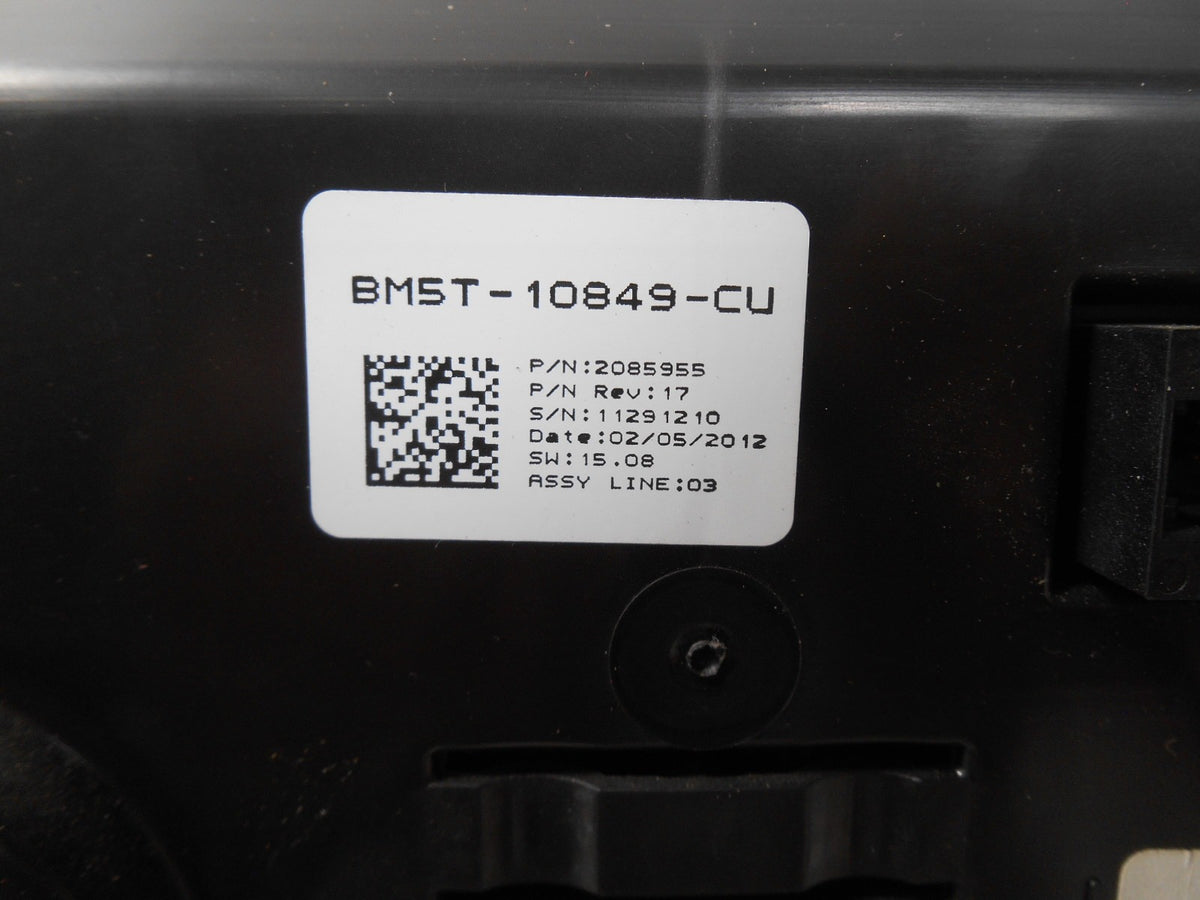 BM5T-10849-CU
P/N:2085955
P/N Rev:17
S/N:11291210
Date:02/05/2012
SW:15.08
ASSY LINE:03